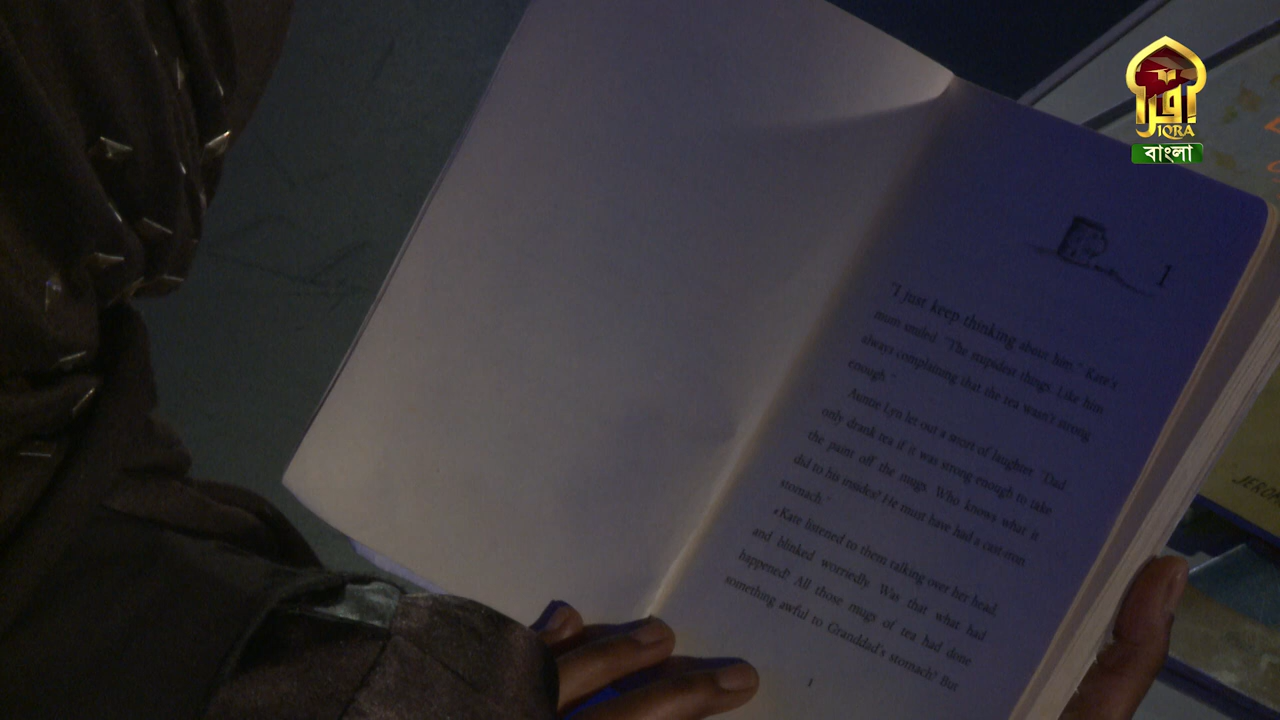 IQRA
বাংলা
1
"I just keep thinking about him." Kate's
mum smiled. "The stupidest things. Like him
always complaining that the tea wasn't strong
enough."
Auntie Lyn let out a snort of laughter. "Dad
only drank tea if it was strong enough to take
the paint off the mugs. Who knows what it
did to his insides? He must have had a cast-iron
stomach."
Kate listened to them talking over her head,
and blinked worriedly. Was that what had
happened? All those mugs of tea had done
something awful to Granddad's stomach? But
1